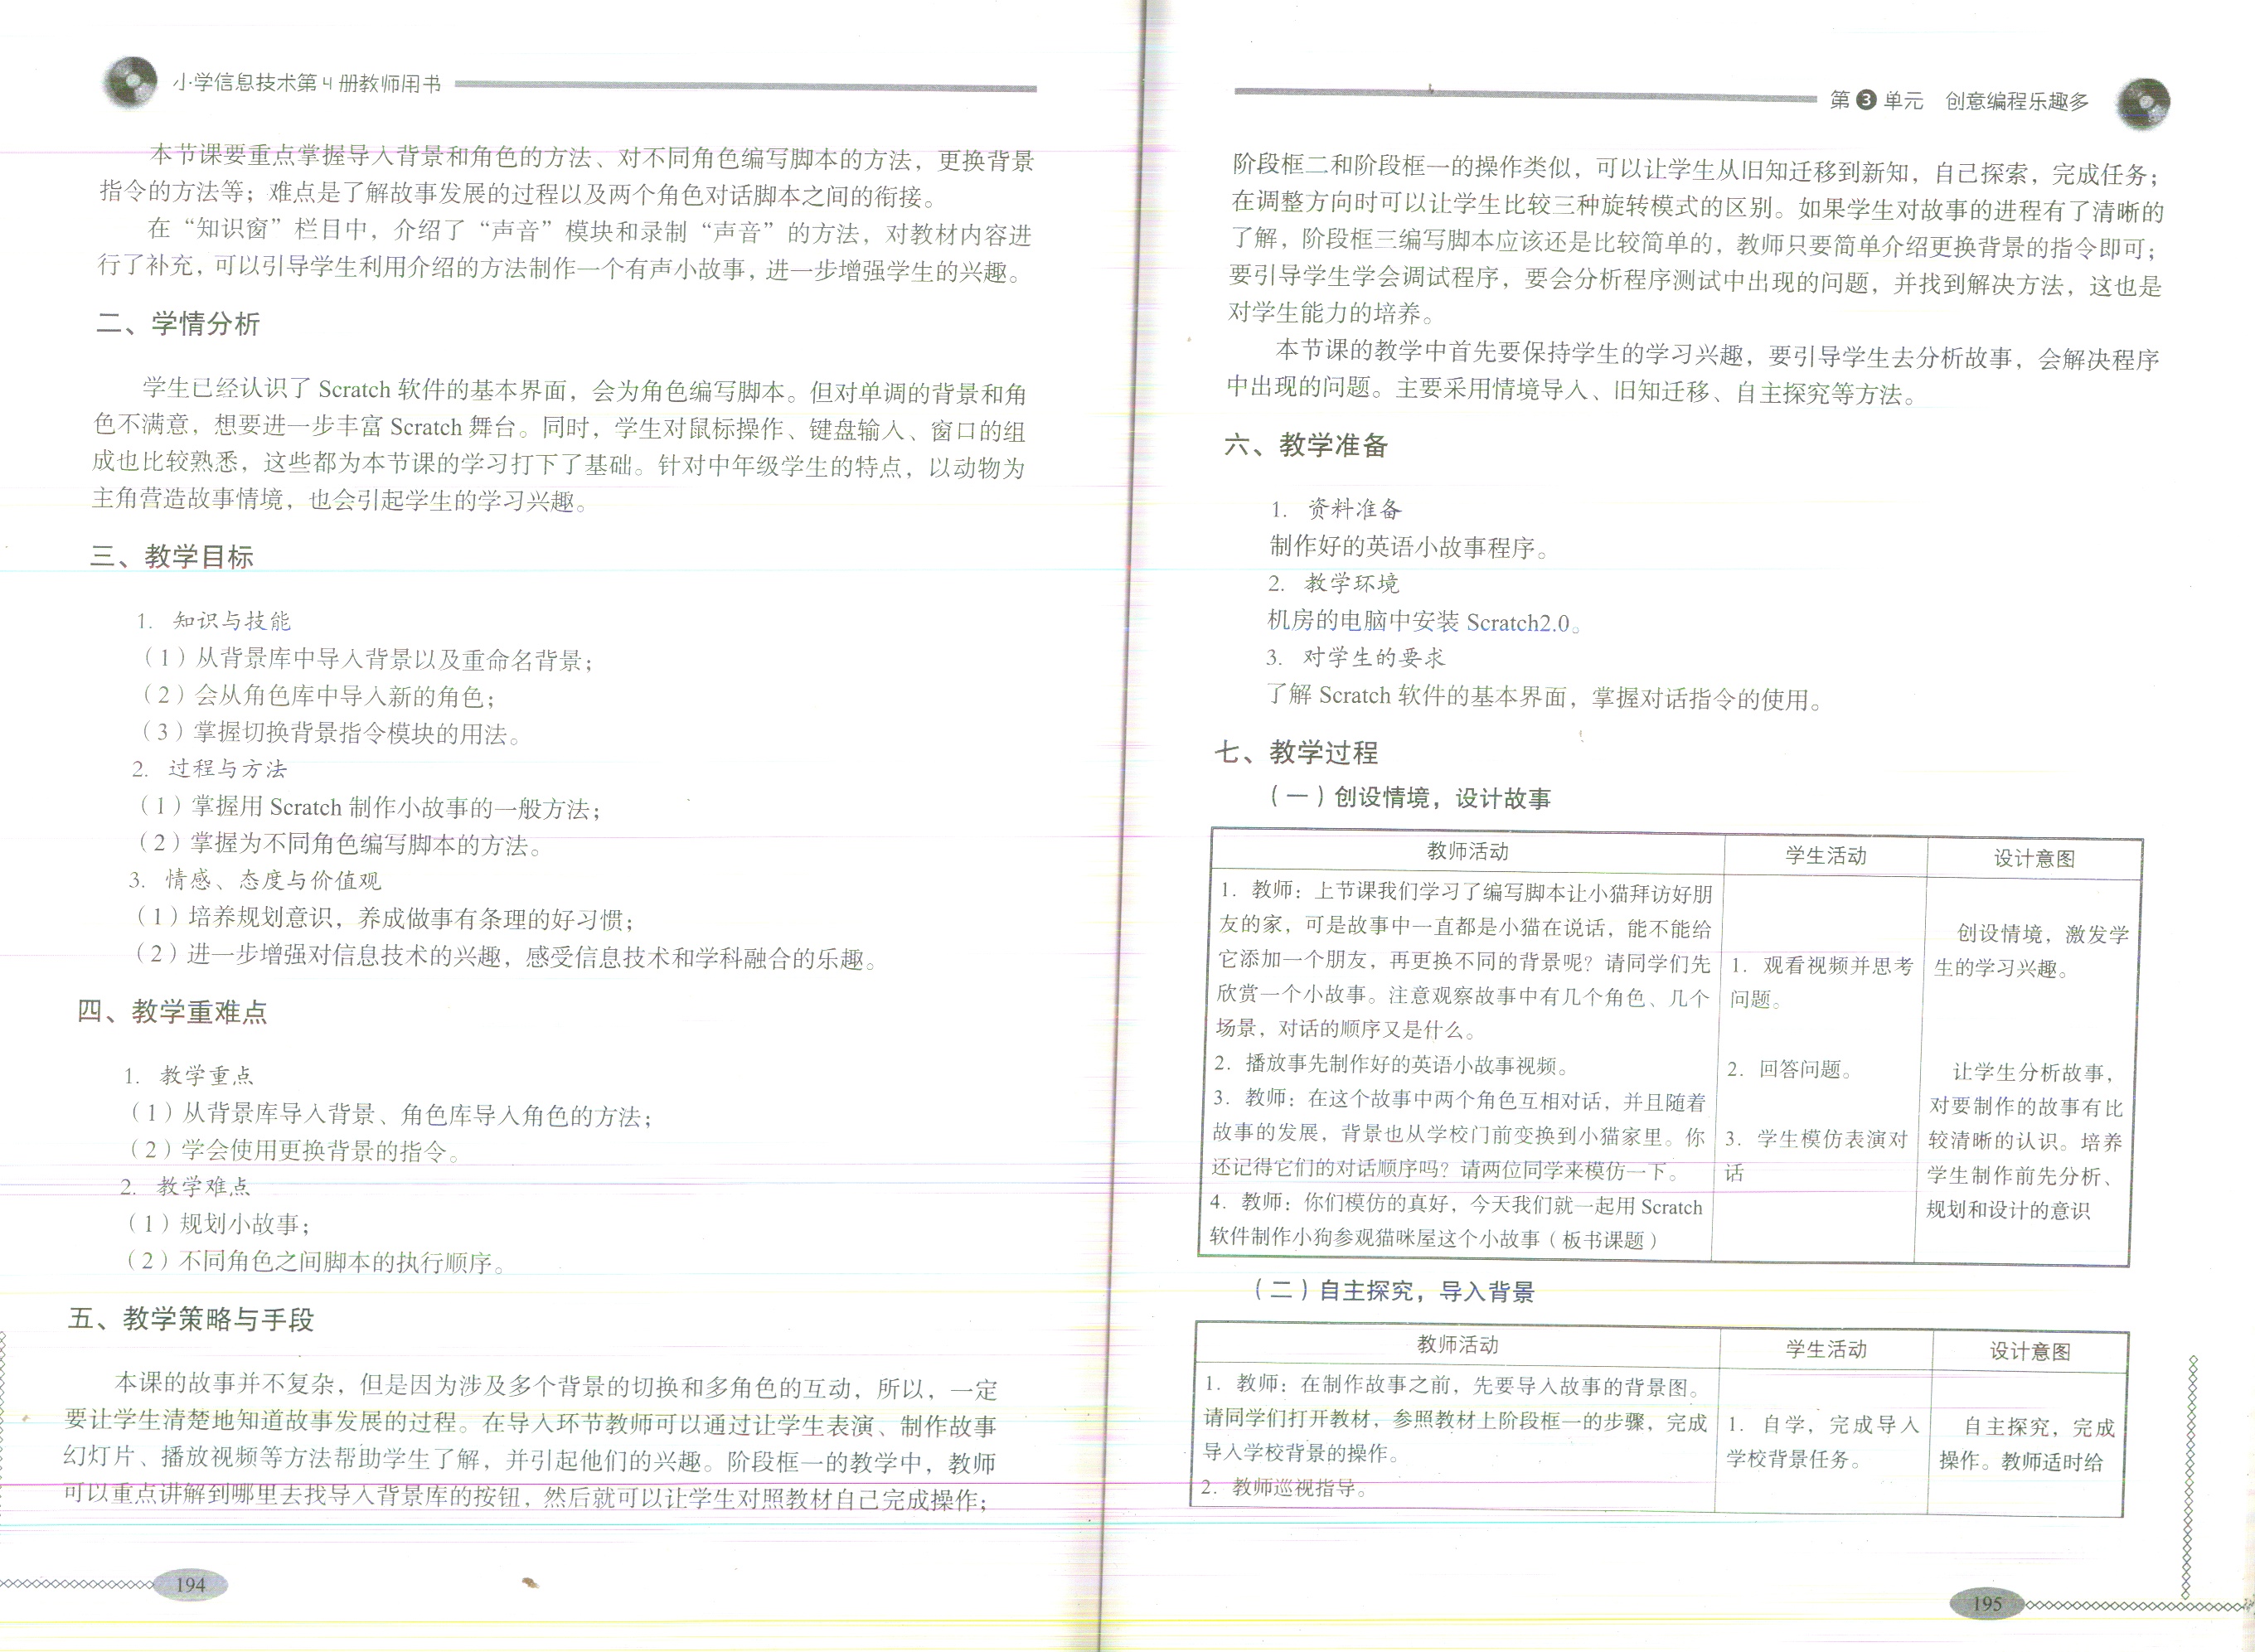 小学信息技术第4册教师用书
本节课要重点掌握导入背景和角色的方法、对不同角色编写脚本的方法，更换背景
指令的方法等；难点是了解故事发展的过程以及两个角色对话脚本之间的衔接。
在“知识窗”栏目中，介绍了“声音”模块和录制“声音”的方法，对教材内容进
行了补充，可以引导学生利用介绍的方法制作一个有声小故事，进一步增强学生的兴趣。
二、学情分析
学生已经认识了 Scratch 软件的基本界面，会为角色编写脚本。但对单调的背景和角
色不满意，想要进一步丰富 Scratch 舞台。同时，学生对鼠标操作、键盘输入、窗口的组
成也比较熟悉，这些都为本节课的学习打下了基础。针对中年级学生的特点，以动物为
主角营造故事情境，也会引起学生的学习兴趣。
三、教学目标
1. 知识与技能
（1）从背景库中导入背景以及重命名背景；
（2）会从角色库中导入新的角色；
（3）掌握切换背景指令模块的用法。
2. 过程与方法
（1）掌握用 Scratch 制作小故事的一般方法；
（2）掌握为不同角色编写脚本的方法。
3. 情感、态度与价值观
（1）培养规划意识，养成做事有条理的好习惯；
（2）进一步增强对信息技术的兴趣，感受信息技术和学科融合的乐趣。
四、教学重难点
1. 教学重点
（1）从背景库导入背景、角色库导入角色的方法；
（2）学会使用更换背景的指令。
2. 教学难点
（1）规划小故事；
（2）不同角色之间脚本的执行顺序。
五、教学策略与手段
本课的故事并不复杂，但是因为涉及多个背景的切换和多角色的互动，所以，一定
要让学生清楚地知道故事发展的过程。在导入环节教师可以通过让学生表演、制作故事
幻灯片、播放视频等方法帮助学生了解，并引起他们的兴趣。阶段框一的教学中，教师
可以重点讲解到哪里去找导入背景库的按钮，然后就可以让学生对照教材自己完成操作；
194
第3单元 创意编程乐趣多
阶段框二和阶段框一的操作类似，可以让学生从旧知迁移到新知，自己探索，完成任务；
在调整方向时可以让学生比较三种旋转模式的区别。如果学生对故事的进程有了清晰的
了解，阶段框三编写脚本应该还是比较简单的，教师只要简单介绍更换背景的指令即可；
要引导学生学会调试程序，要会分析程序测试中出现的问题，并找到解决方法，这也是
对学生能力的培养。
本节课的教学中首先要保持学生的学习兴趣，要引导学生去分析故事，会解决程序
中出现的问题。主要采用情境导入、旧知迁移、自主探究等方法。
六、教学准备
1. 资料准备
制作好的英语小故事程序。
2. 教学环境
机房的电脑中安装 Scratch2.0。
3. 对学生的要求
了解 Scratch 软件的基本界面，掌握对话指令的使用。
七、教学过程
（一）创设情境，设计故事
教师活动
学生活动
设计意图
1. 教师：上节课我们学习了编写脚本让小猫拜访好朋
友的家，可是故事中一直都是小猫在说话，能不能给
它添加一个朋友，再更换不同的背景呢？请同学们先
欣赏一个小故事。注意观察故事中有几个角色、几个
场景，对话的顺序又是什么。
2. 播放事先制作好的英语小故事视频。
3. 教师：在这个故事中两个角色互相对话，并且随着
故事的发展，背景也从学校门前变换到小猫家里。你
还记得它们的对话顺序吗？请两位同学来模仿一下。
4. 教师：你们模仿的真好，今天我们就一起用 Scratch
软件制作小狗参观猫咪屋这个小故事（板书课题）
1. 观看视频并思考
问题。
2. 回答问题。
3. 学生模仿表演对
话
创设情境，激发学
生的学习兴趣。
让学生分析故事，
对要制作的故事有比
较清晰的认识。培养
学生制作前先分析、
规划和设计的意识
（二）自主探究，导入背景
教师活动
学生活动
设计意图
1. 教师：在制作故事之前，先要导入故事的背景图。
请同学们打开教材，参照教材上阶段框一的步骤，完成
导入学校背景的操作。
2. 教师巡视指导。
1. 自学，完成导入
学校背景任务。
自主探究，完成
操作。教师适时给
195